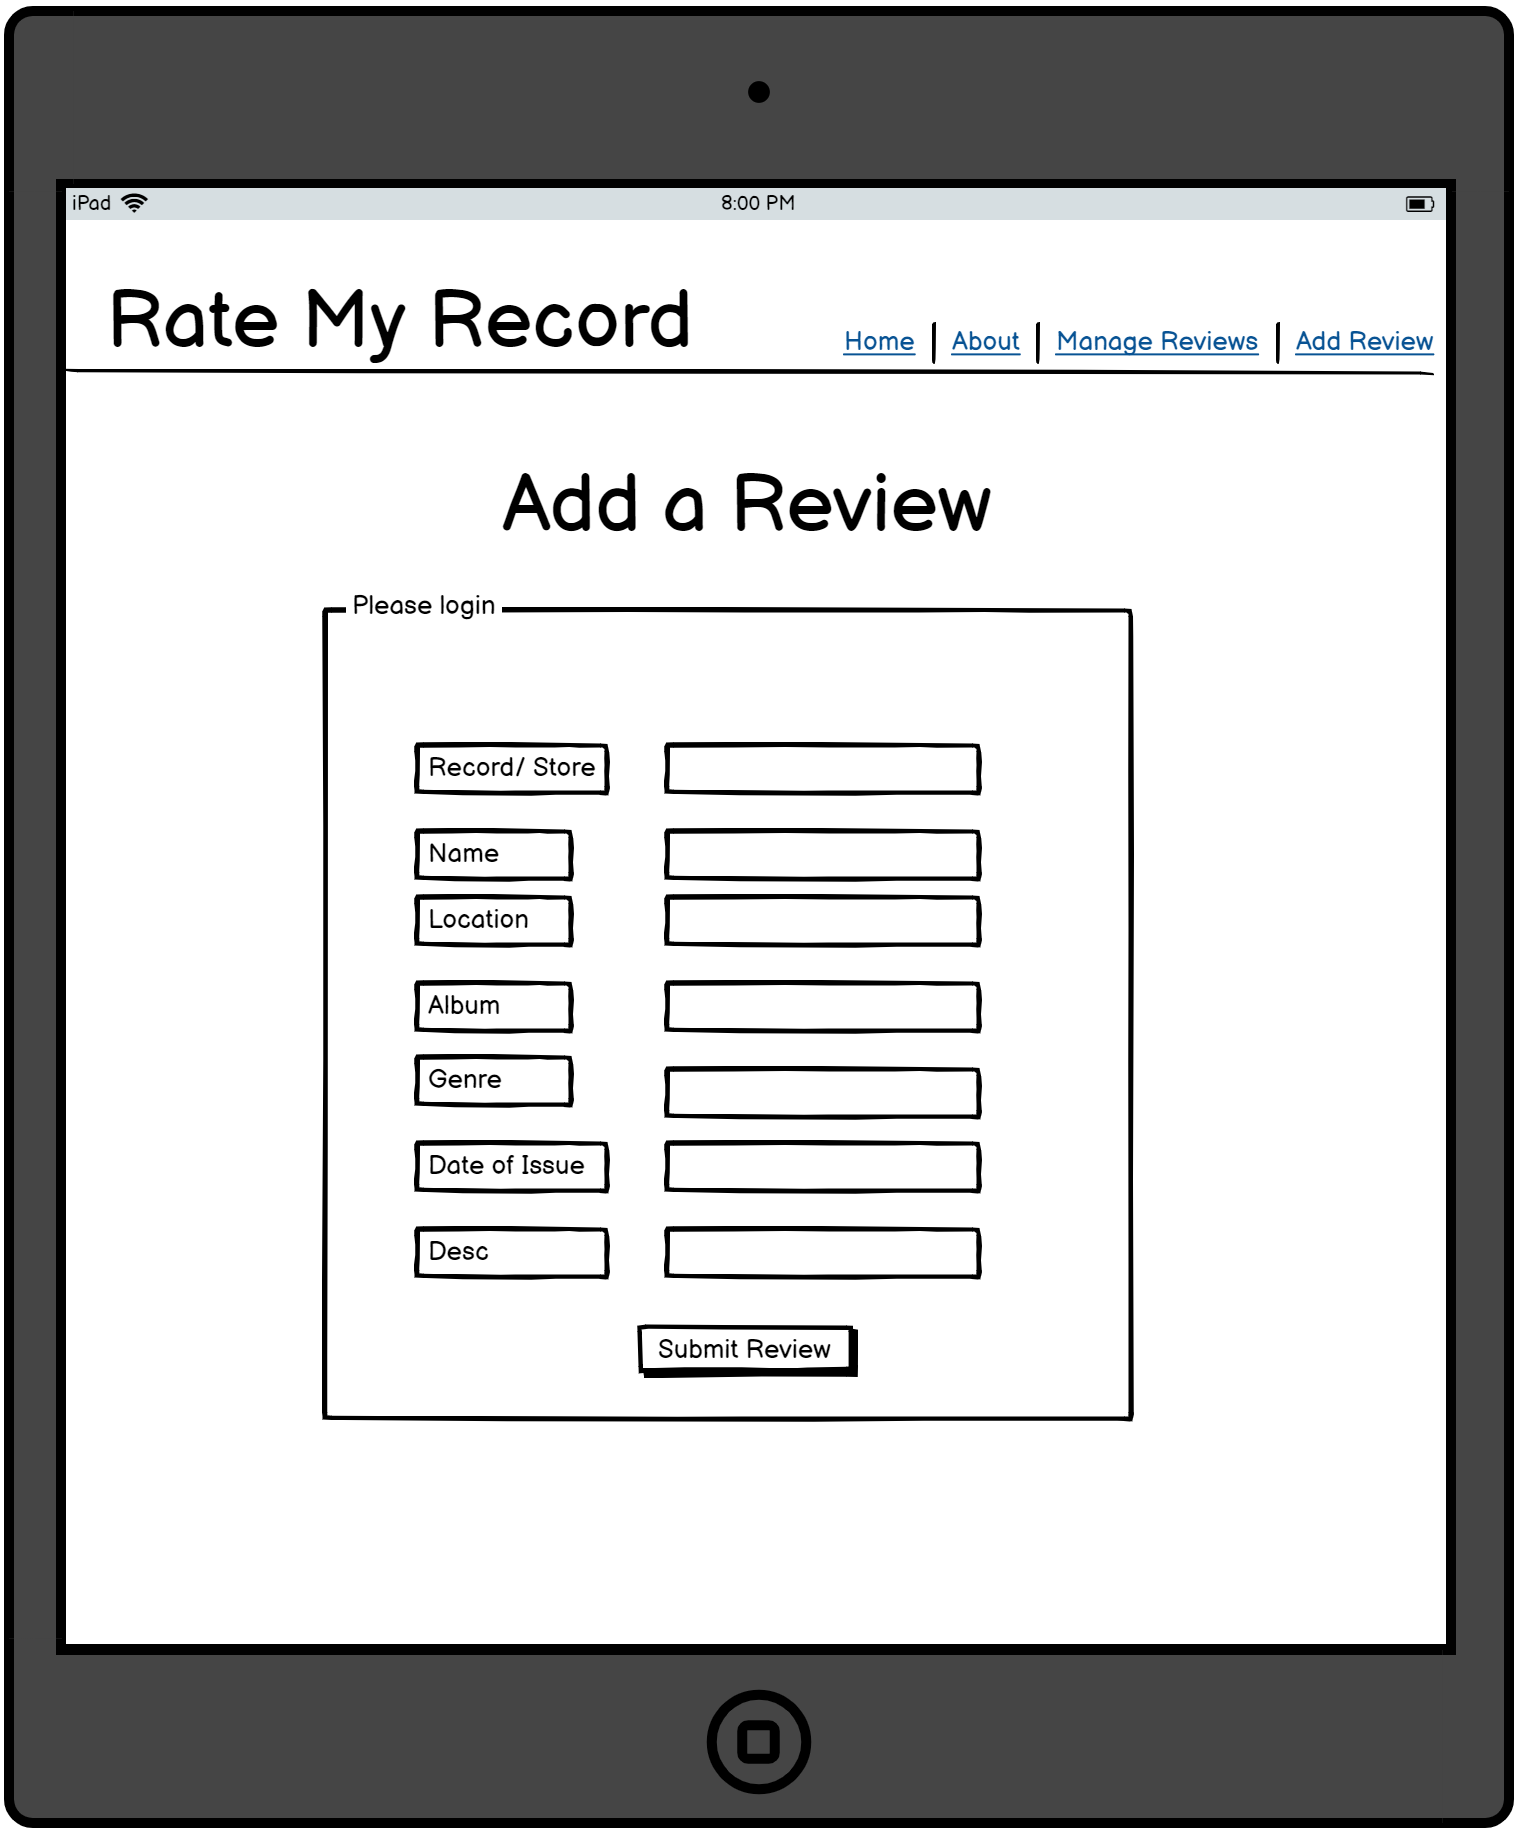 iPad 8:00 PM
Rate My Record
Home About Manage Reviews Add Review
Add a Review
Please login
Record/ Store
Name
Location
Album
Genre
Date of Issue
Desc
Submit Review